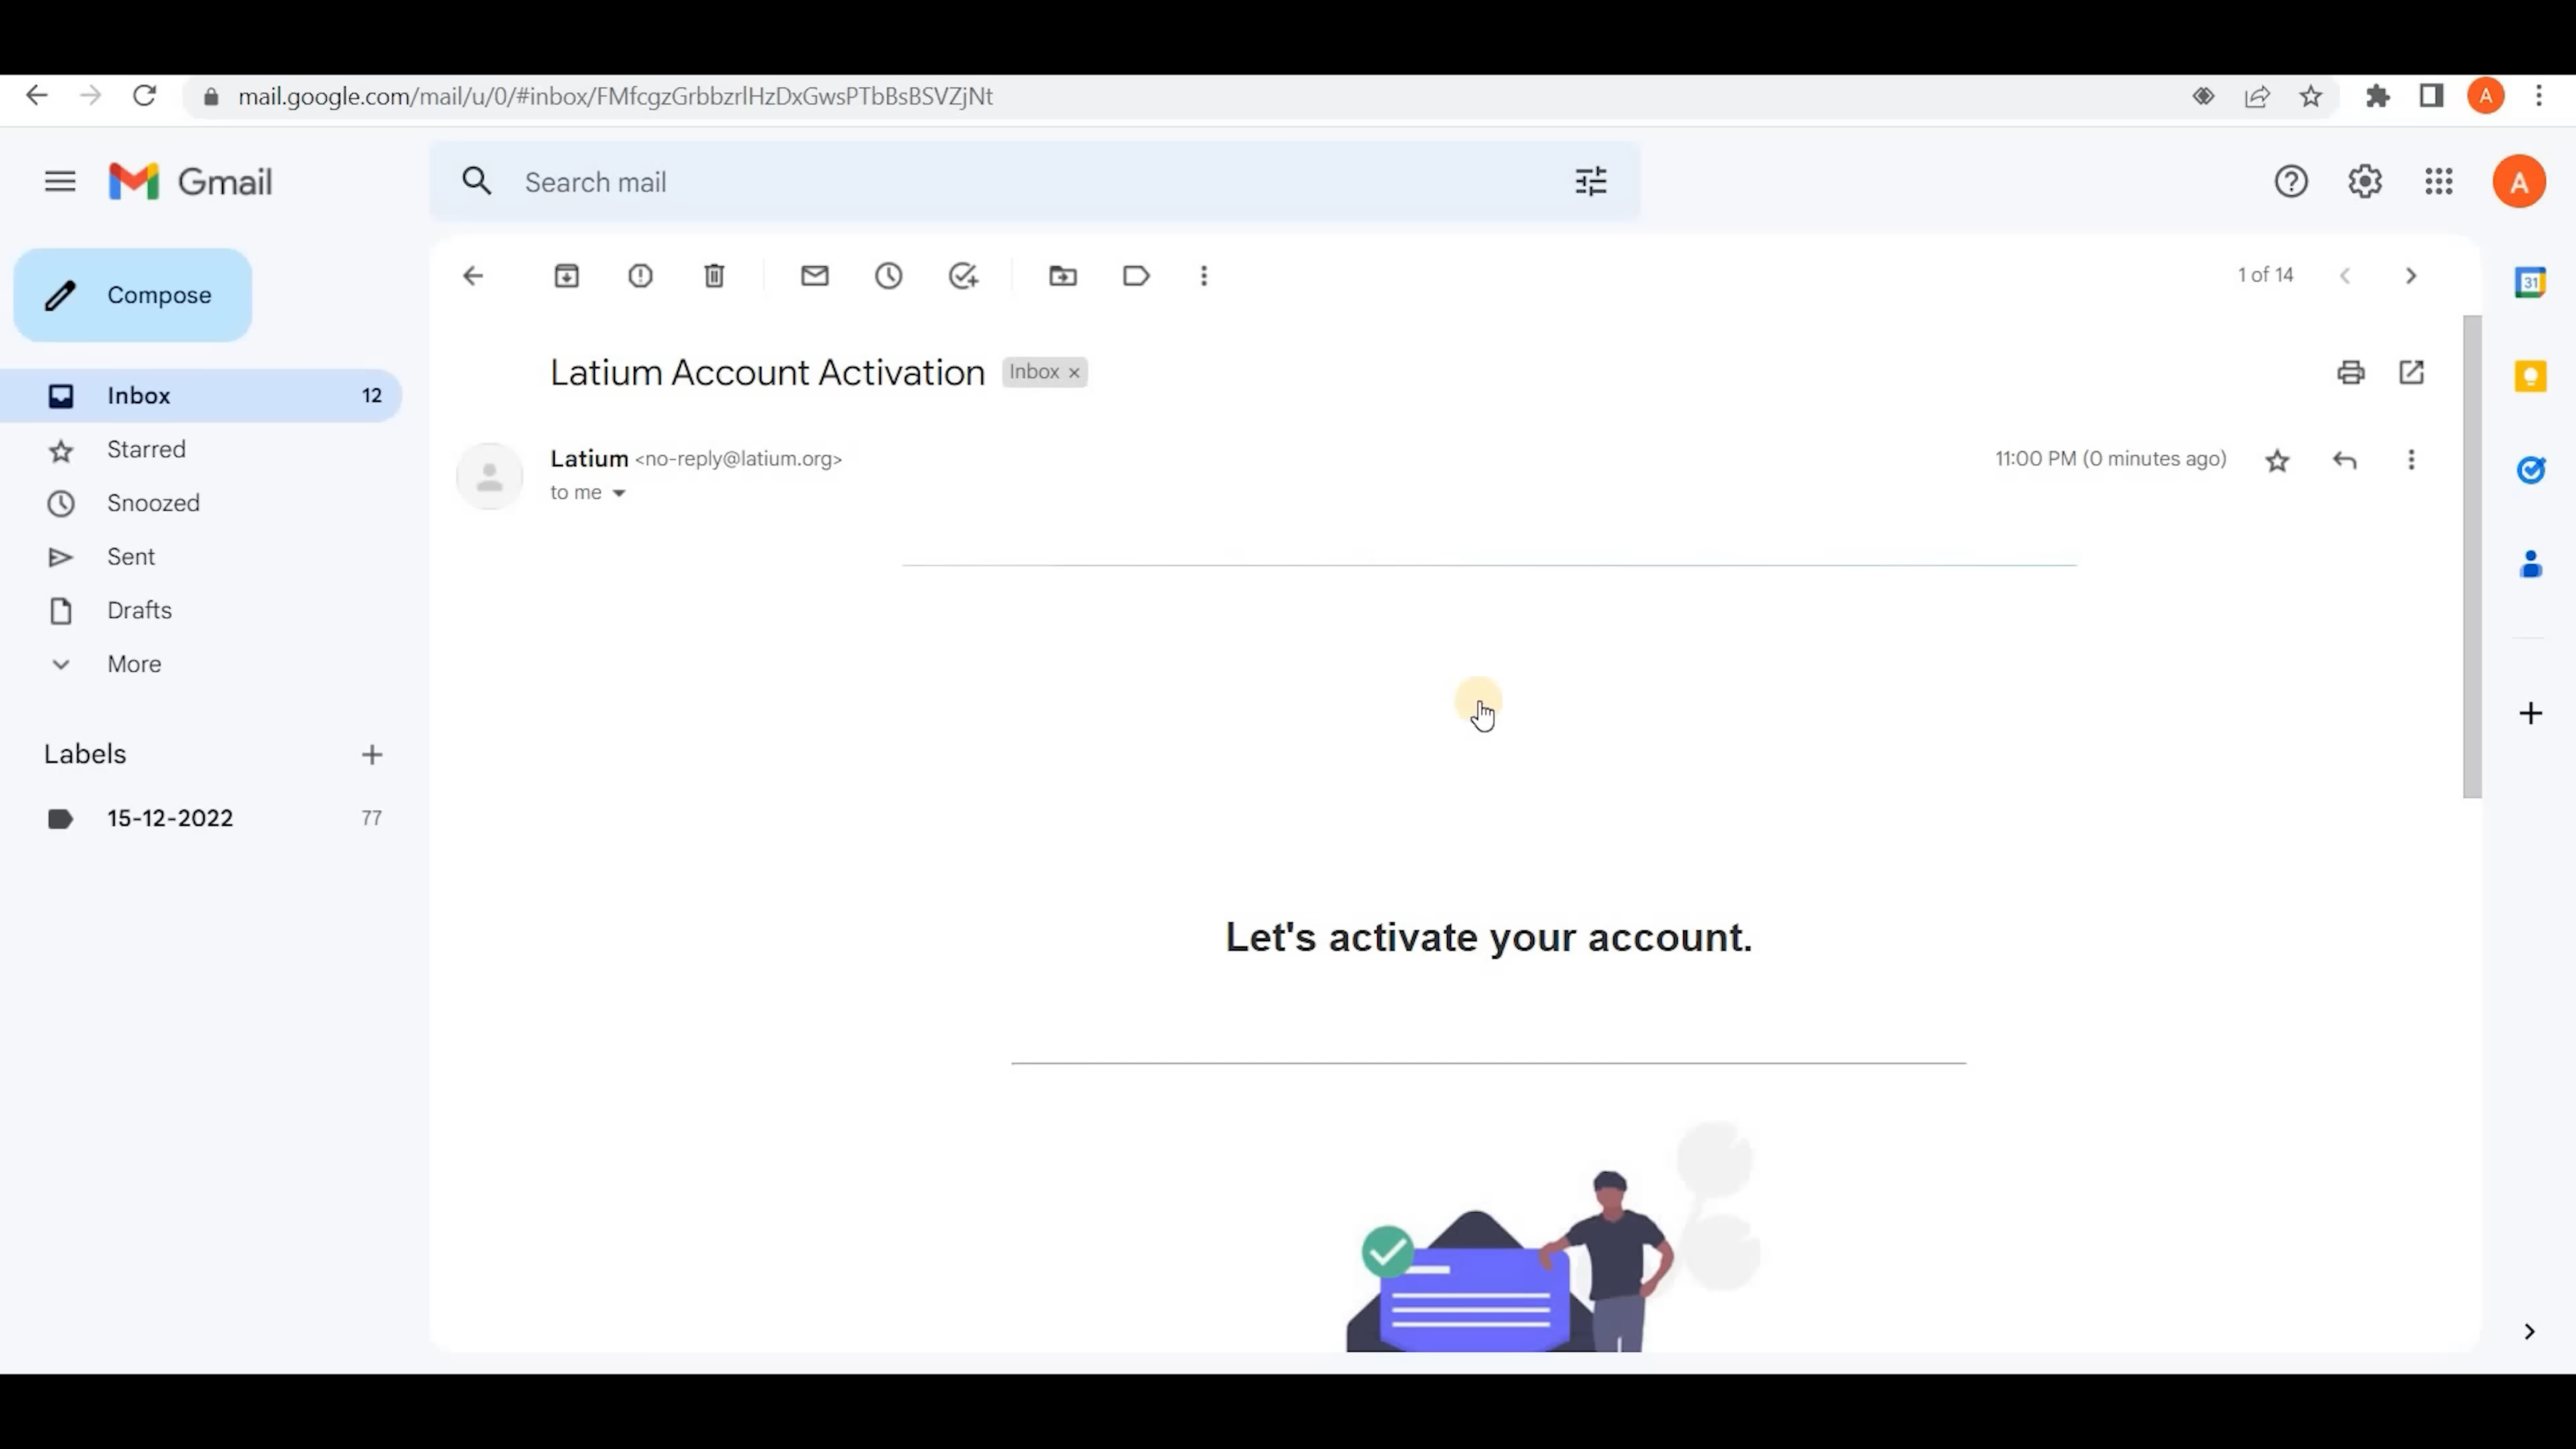 mail.google.com/mail/u/0/#inbox/FMfcgzGrbbzrlHzDxGwsPTbBsBSVZjNt
A
Gmail
Search mail
A
Compose
1 of 14
31
Latium Account Activation Inbox ×
Inbox 12
Latium <no-reply@latium.org> 11:00 PM (0 minutes ago)
Starred
to me
Snoozed
Sent
Drafts
More
Labels
15-12-2022 77
Let's activate your account.